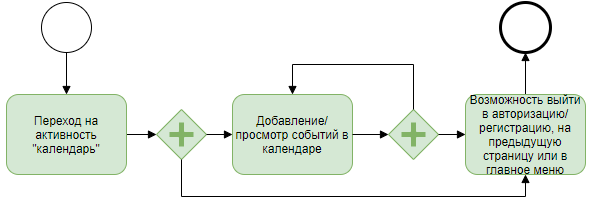 Переход на
активность
"календарь"
Добавление/
просмотр событий в
календаре
Возможность выйти
в авторизацию/
регистрацию, на
предыдущую
страницу или в
главное меню